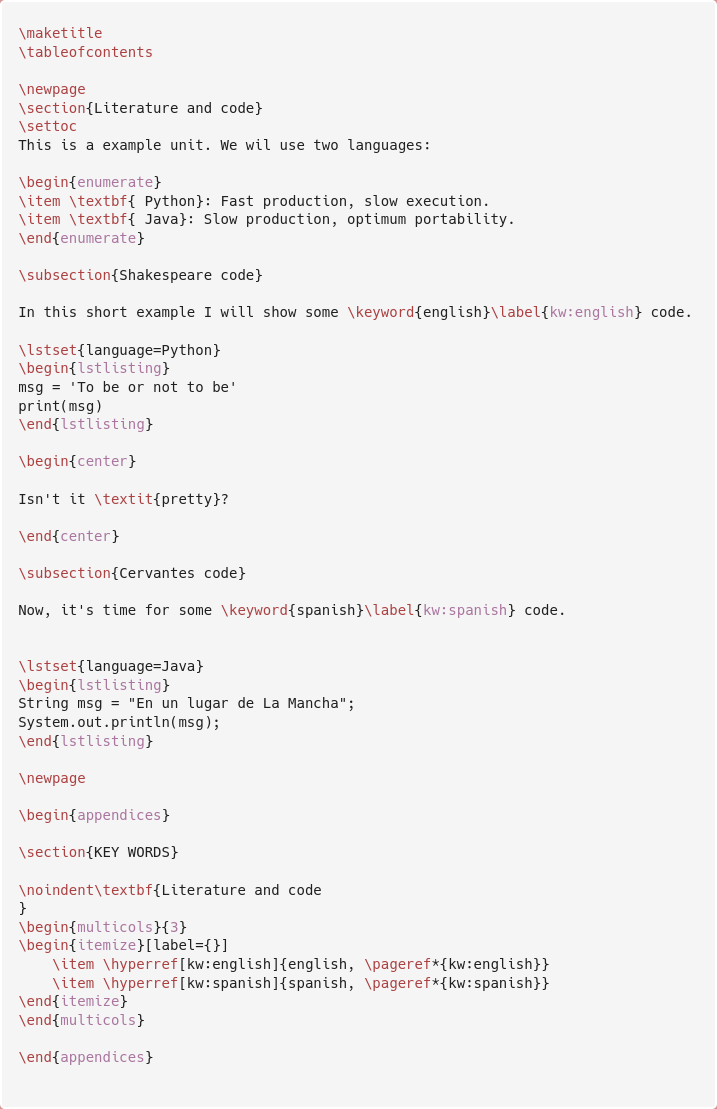 \maketitle
\tableofcontents

\newpage
\section{Literature and code}
\settoc
This is a example unit. We wil use two languages:

\begin{enumerate}
\item \textbf{ Python}: Fast production, slow execution.
\item \textbf{ Java}: Slow production, optimum portability.
\end{enumerate}

\subsection{Shakespeare code}

In this short example I will show some \keyword{english}\label{kw:english} code.

\lstset{language=Python}
\begin{lstlisting}
msg = 'To be or not to be'
print(msg)
\end{lstlisting}

\begin{center}

Isn't it \textit{pretty}?

\end{center}

\subsection{Cervantes code}

Now, it's time for some \keyword{spanish}\label{kw:spanish} code.


\lstset{language=Java}
\begin{lstlisting}
String msg = "En un lugar de La Mancha";
System.out.println(msg);
\end{lstlisting}

\newpage

\begin{appendices}

\section{KEY WORDS}

\noindent\textbf{Literature and code
}
\begin{multicols}{3}
\begin{itemize}[label={}]
    \item \hyperref[kw:english]{english, \pageref*{kw:english}}
    \item \hyperref[kw:spanish]{spanish, \pageref*{kw:spanish}}
\end{itemize}
\end{multicols}

\end{appendices}